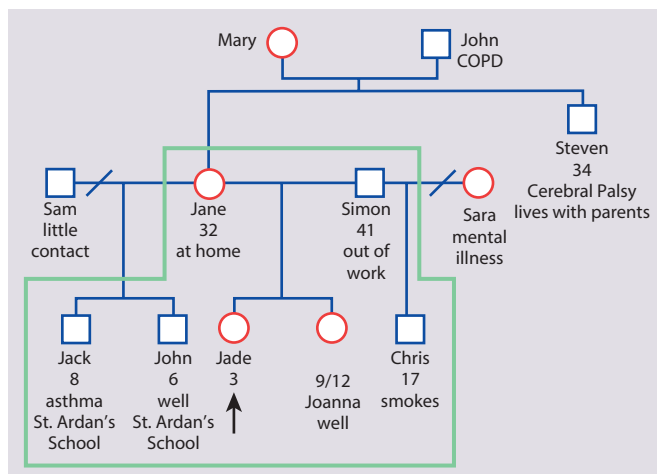 Mary
John
COPD
Steven
34
Cerebral Palsy
lives with parents
Sam
little
contact
Jane
32
at home
Simon
41
out of
work
Sara
mental
illness
Jack
8
asthma
St. Ardan's
School
John
6
well
St. Ardan's
School
Jade
3
9/12
Joanna
well
Chris
17
smokes